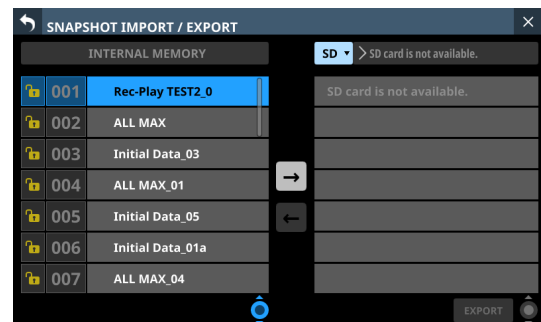 SNAPSHOT IMPORT / EXPORT
INTERNAL MEMORY
SD SD card is not available.
001 Rec-Play TEST2_0
SD card is not available.
002 ALL MAX
003 Initial Data_03
004 ALL MAX_01
005 Initial Data_05
006 Initial Data_01a
007 ALL MAX_04
EXPORT